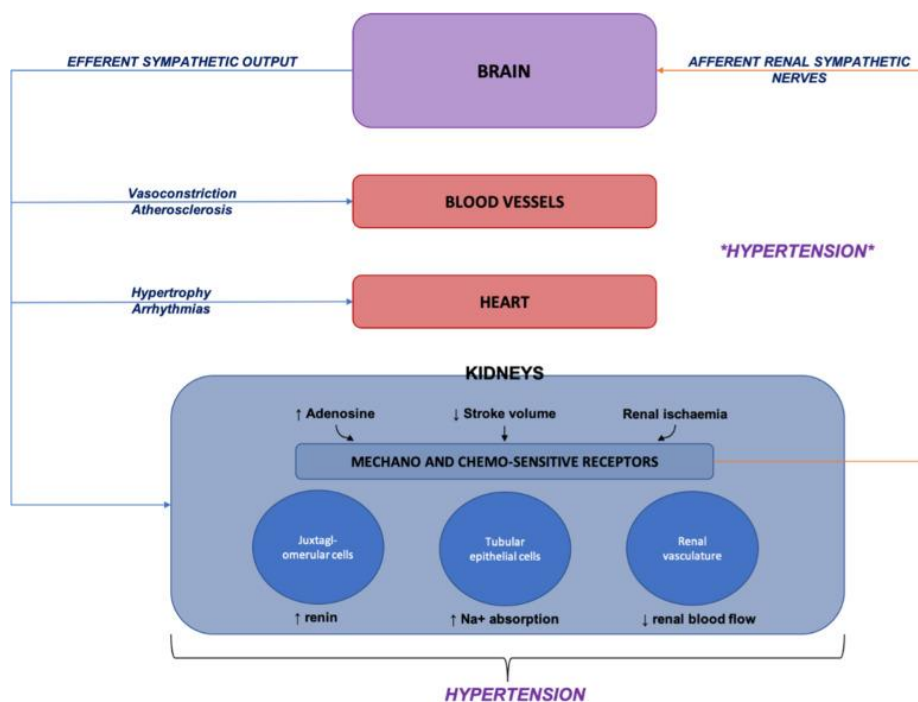 EFFERENT SYMPATHETIC OUTPUT
BRAIN
AFFERENT RENAL SYMPATHETIC
NERVES
Vasoconstriction
Atherosclerosis
BLOOD VESSELS
*HYPERTENSION*
Hypertrophy
Arrhythmias
HEART
KIDNEYS
↑ Adenosine
↓ Stroke volume
Renal ischaemia
MECHANO AND CHEMO-SENSITIVE RECEPTORS
Juxtagl-
omerular cells
Tubular
epithelial cells
Renal
vasculature
↑ renin
↑ Na+ absorption
↓ renal blood flow
HYPERTENSION